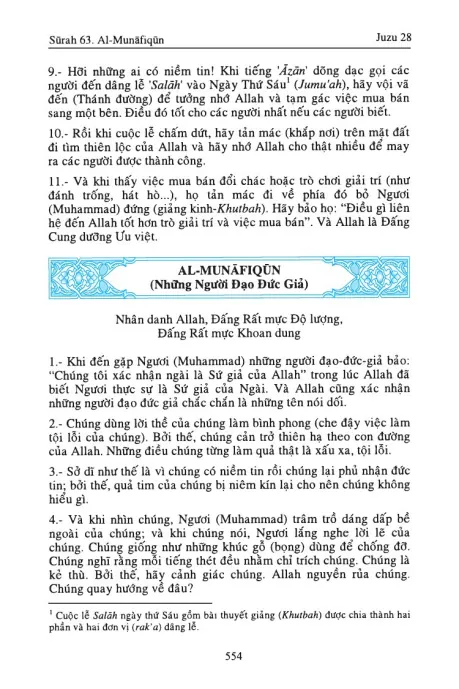 Sūrah 63. Al-Munāfiqūn
Juzu 28
9.- Hỡi những ai có niềm tin! Khi tiếng 'Āẓān' dõng dạc gọi các
người đến dâng lễ 'Salāh' vào Ngày Thứ Sáu¹ (Jumu'ah), hãy vội vã
đến (Thánh đường) để tưởng nhớ Allah và tạm gác việc mua bán
sang một bên. Điều đó tốt cho các người nhất nếu các người biết.
10.- Rồi khi cuộc lễ chấm dứt, hãy tản mác (khắp nơi) trên mặt đất
đi tìm thiên lộc của Allah và hãy nhớ Allah cho thật nhiều để may
ra các người được thành công.
11.- Và khi thấy việc mua bán đổi chác hoặc trò chơi giải trí (như
đánh trống, hát hò...), họ tản mác đi về phía đó bỏ Ngươi
(Muhammad) đứng (giảng kinh-Khutbah). Hãy bảo họ: “Điều gì liên
hệ đến Allah tốt hơn trò giải trí và việc mua bán”. Và Allah là Đấng
Cung dưỡng Ưu việt.
AL-MUNĀFIQŪN
(Những Người Đạo Đức Giả)
Nhân danh Allah, Đấng Rất mực Độ lượng,
Đấng Rất mực Khoan dung
1.- Khi đến gặp Ngươi (Muhammad) những người đạo-đức-giả bảo:
“Chúng tôi xác nhận ngài là Sứ giả của Allah” trong lúc Allah đã
biết Ngươi thực sự là Sứ giả của Ngài. Và Allah cũng xác nhận
những người đạo đức giả chắc chắn là những tên nói dối.
2.- Chúng dùng lời thề của chúng làm bình phong (che đậy việc làm
tội lỗi của chúng). Bởi thế, chúng cản trở thiên hạ theo con đường
của Allah. Những điều chúng từng làm quả thật là xấu xa, tội lỗi.
3.- Sở dĩ như thế là vì chúng có niềm tin rồi chúng lại phủ nhận đức
tin; bởi thế, quả tim của chúng bị niêm kín lại cho nên chúng không
hiểu gì.
4.- Và khi nhìn chúng, Ngươi (Muhammad) trầm trồ dáng dấp bề
ngoài của chúng; và khi chúng nói, Ngươi lắng nghe lời lẽ của
chúng. Chúng giống như những khúc gỗ (bọng) dùng để chống đỡ.
Chúng nghĩ rằng mỗi tiếng thét đều nhằm chỉ trích chúng. Chúng là
kẻ thù. Bởi thế, hãy cảnh giác chúng. Allah nguyền rủa chúng.
Chúng quay hướng về đâu?
¹ Cuộc lễ Salāh ngày thứ Sáu gồm bài thuyết giảng (Khutbah) được chia thành hai
phần và hai đơn vị (rak'a) dâng lễ.
554